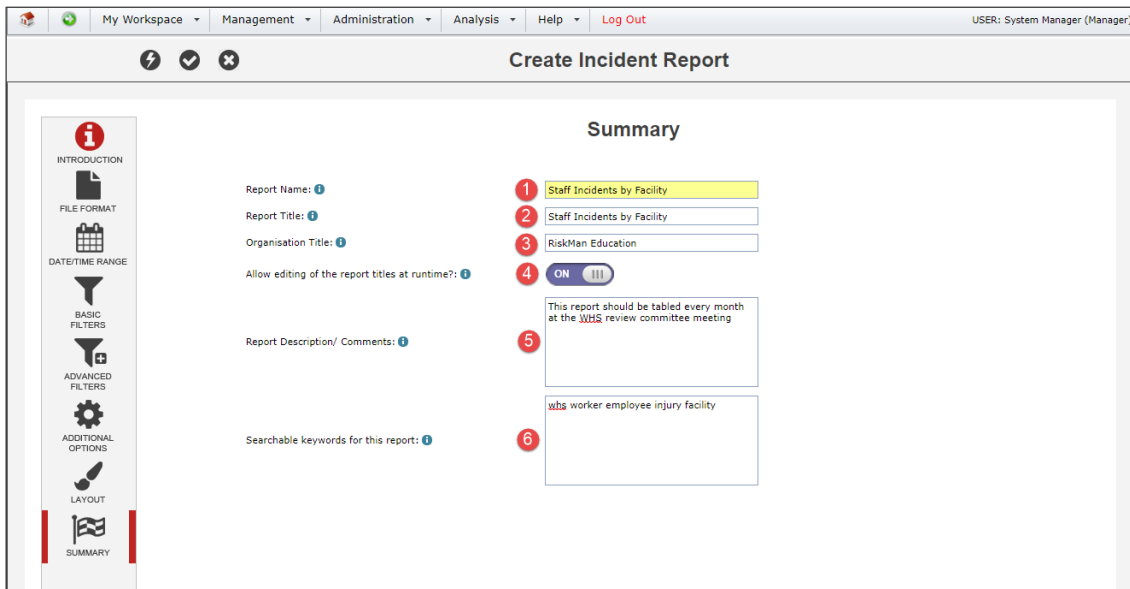 My Workspace Management Administration Analysis Help Log Out USER: System Manager (Manager)
Create Incident Report
Summary
INTRODUCTION
FILE FORMAT
DATE/TIME RANGE
BASIC
FILTERS
ADVANCED
FILTERS
ADDITIONAL
OPTIONS
LAYOUT
SUMMARY
Report Name: 1 Staff Incidents by Facility
Report Title: 2 Staff Incidents by Facility
Organisation Title: 3 RiskMan Education
Allow editing of the report titles at runtime?: 4 ON
Report Description/ Comments: 5
This report should be tabled every month
at the WHS review committee meeting
Searchable keywords for this report: 6
whs worker employee injury facility